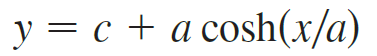 y = c + a cosh(x/a)